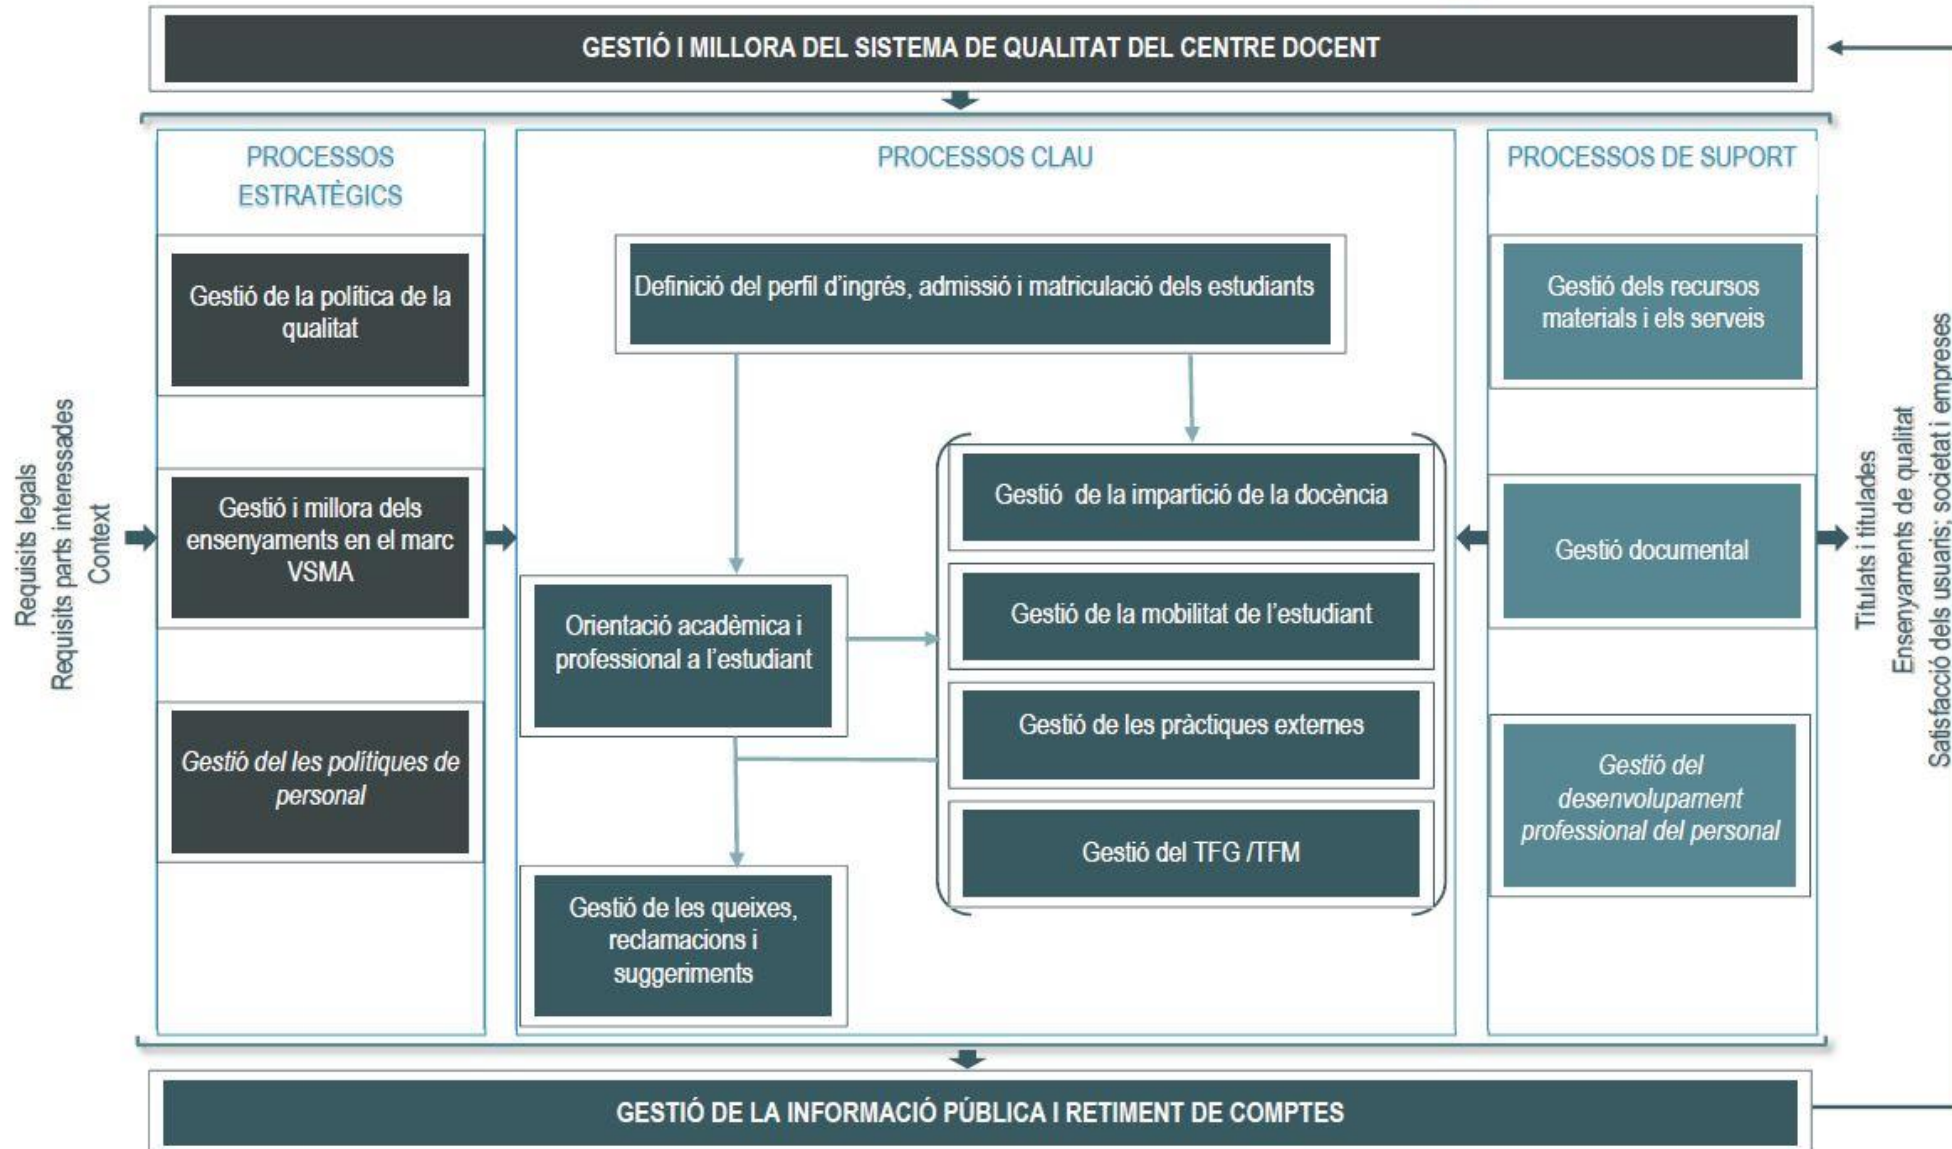 GESTIÓ I MILLORA DEL SISTEMA DE QUALITAT DEL CENTRE DOCENT
Requisits legals
Requisits parts interessades
Context
PROCESSOS
ESTRATÈGICS
Gestió de la política de la
qualitat
Gestió i millora dels
ensenyaments en el marc
VSMA
Gestió del les polítiques de
personal
PROCESSOS CLAU
Definició del perfil d'ingrés, admissió i matriculació dels estudiants
Orientació acadèmica i
professional a l'estudiant
Gestió de les queixes,
reclamacions i
suggeriments
Gestió  de la impartició de la docència
Gestió de la mobilitat de l'estudiant
Gestió de les pràctiques externes
Gestió del TFG /TFM
PROCESSOS DE SUPORT
Gestió dels recursos
materials i els serveis
Gestió documental
Gestió del
desenvolupament
professional del personal
Titulats i titulades
Ensenyaments de qualitat
Satisfacció dels usuaris; societat i empreses
GESTIÓ DE LA INFORMACIÓ PÚBLICA I RETIMENT DE COMPTES